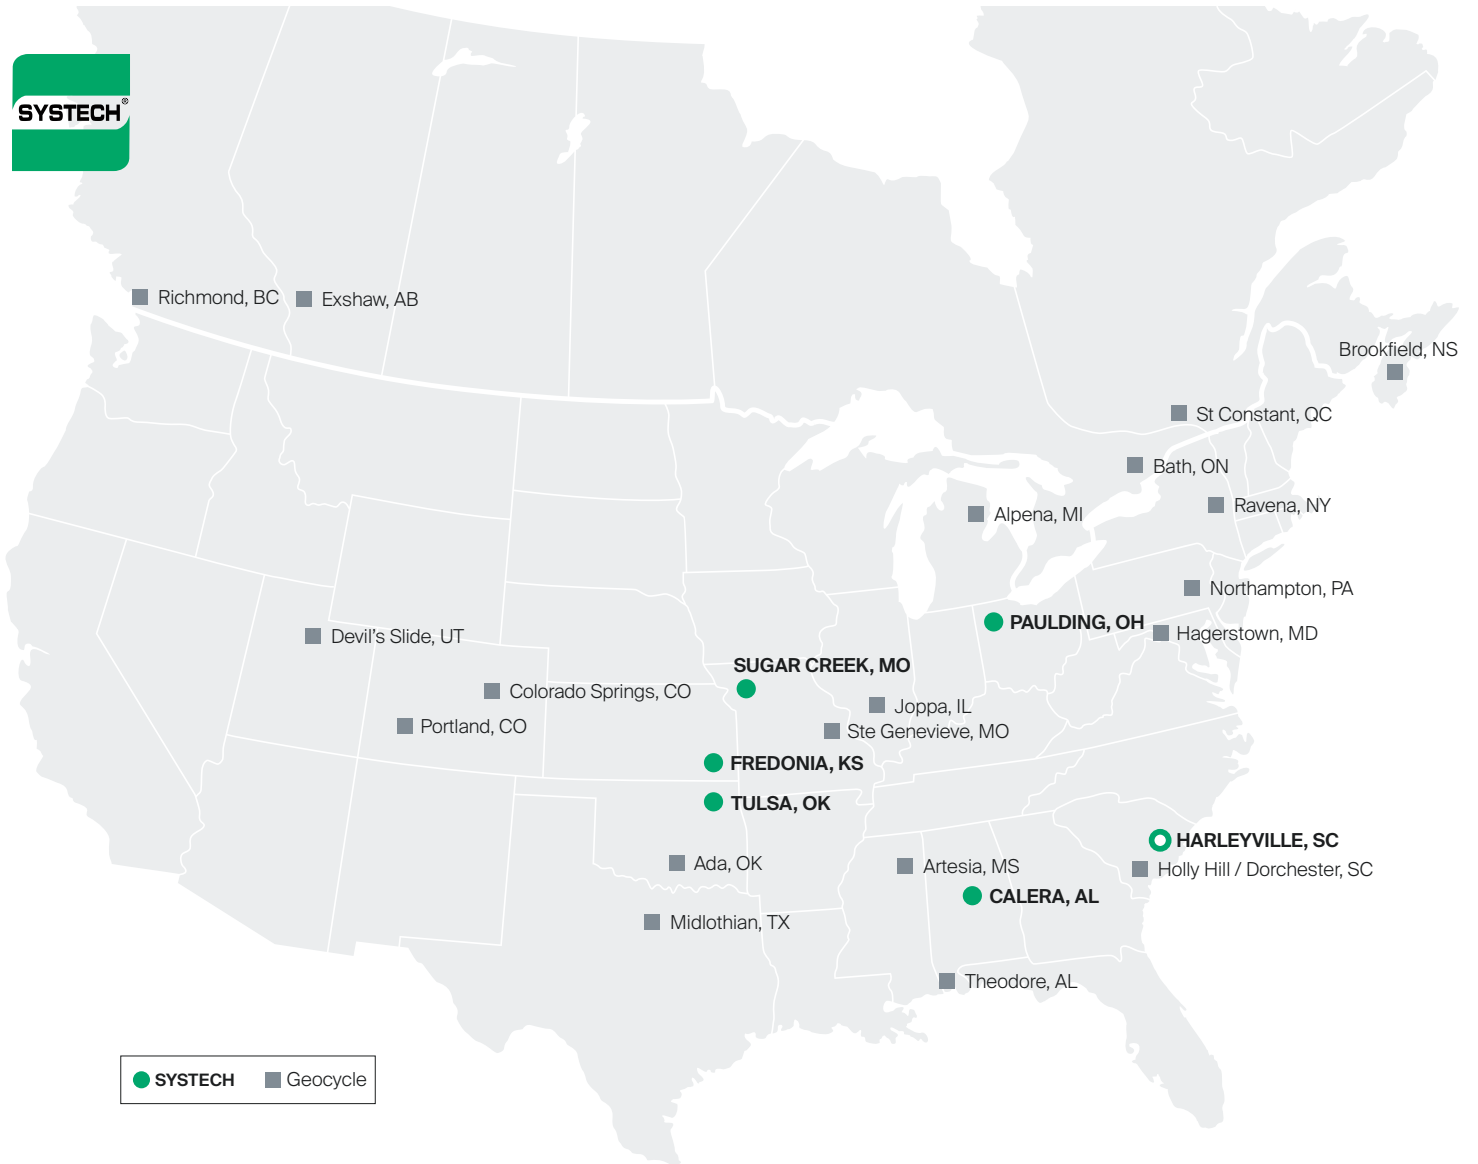 SYSTECH®
Richmond, BC
Exshaw, AB
Brookfield, NS
St Constant, QC
Bath, ON
Ravena, NY
Alpena, MI
Northampton, PA
PAULDING, OH
Hagerstown, MD
Devil's Slide, UT
SUGAR CREEK, MO
Colorado Springs, CO
Joppa, IL
Portland, CO
Ste Genevieve, MO
FREDONIA, KS
TULSA, OK
HARLEYVILLE, SC
Ada, OK
Artesia, MS
Holly Hill / Dorchester, SC
CALERA, AL
Midlothian, TX
Theodore, AL
SYSTECH
Geocycle